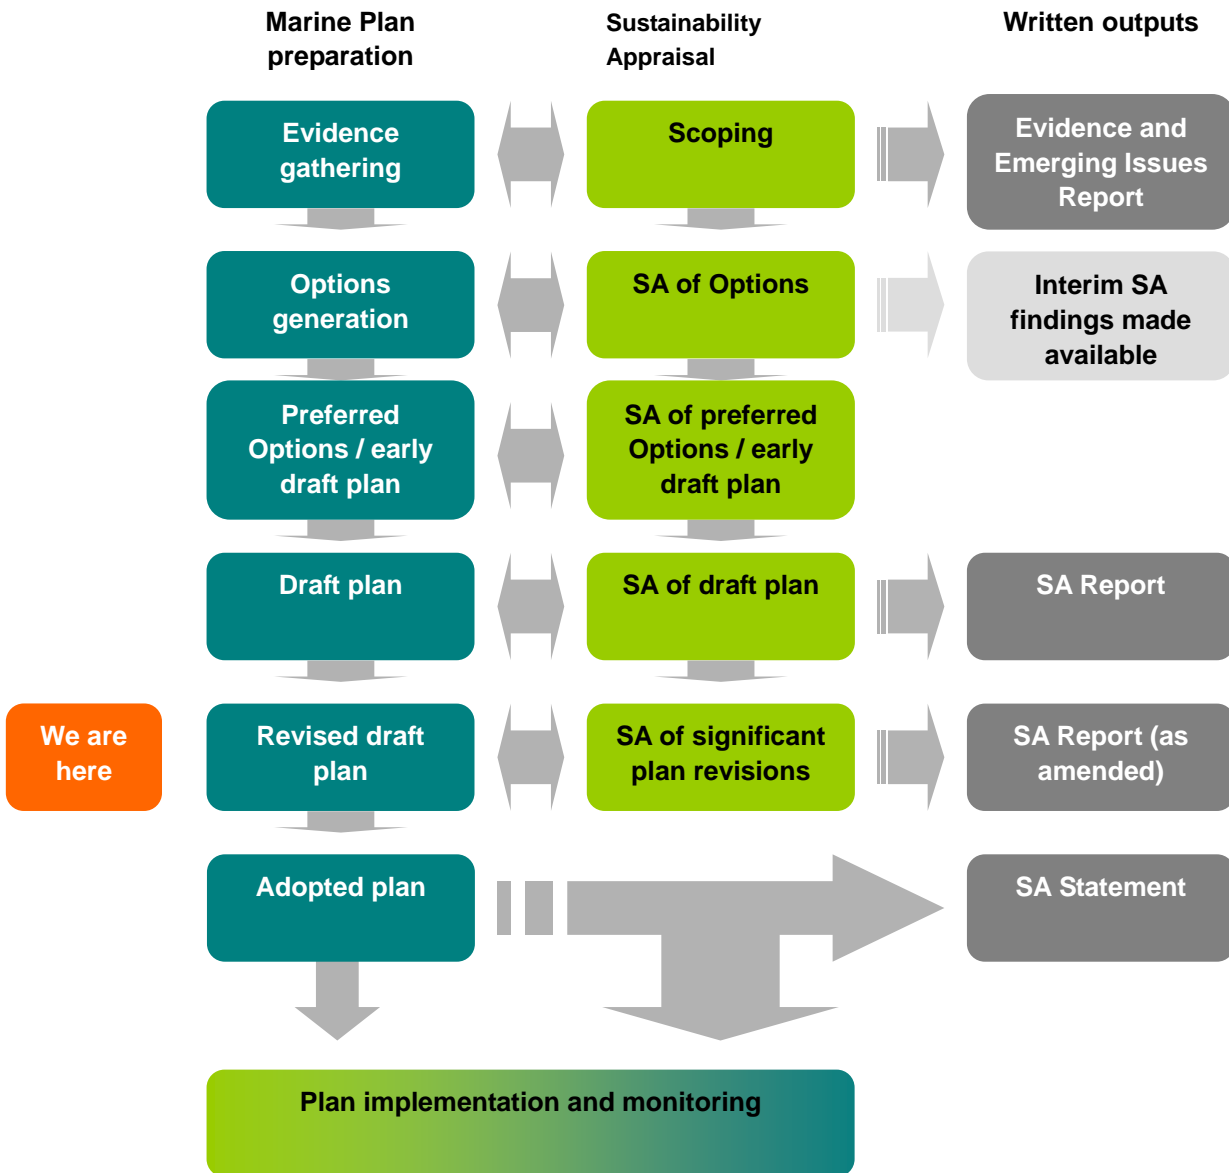 Marine Plan
preparation
Sustainability
Appraisal
Written outputs
Evidence
gathering
Scoping
Evidence and
Emerging Issues
Report
Options
generation
SA of Options
Interim SA
findings made
available
Preferred
Options / early
draft plan
SA of preferred
Options / early
draft plan
Draft plan
SA of draft plan
SA Report
We are
here
Revised draft
plan
SA of significant
plan revisions
SA Report (as
amended)
Adopted plan
SA Statement
Plan implementation and monitoring